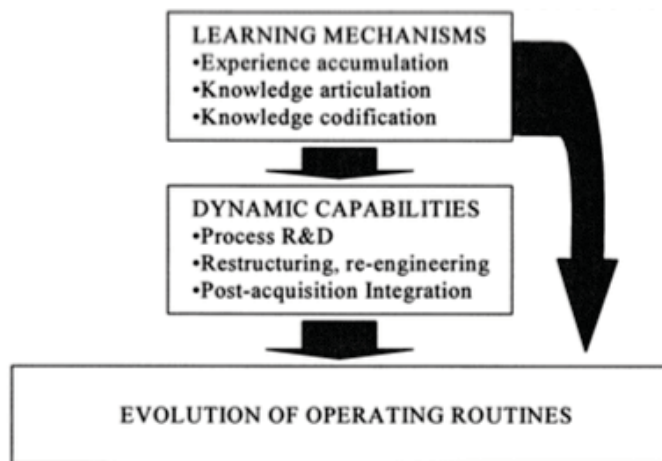 LEARNING MECHANISMS
•Experience accumulation
•Knowledge articulation
•Knowledge codification
DYNAMIC CAPABILITIES
•Process R&D
•Restructuring, re-engineering
•Post-acquisition Integration
EVOLUTION OF OPERATING ROUTINES